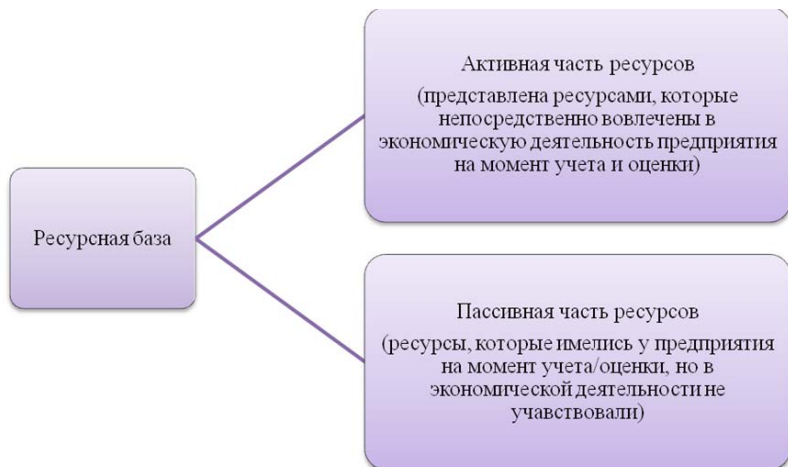 Ресурсная база
Активная часть ресурсов
(представлена ресурсами, которые
непосредственно вовлечены в
экономическую деятельность предприятия
на момент учета и оценки)
Пассивная часть ресурсов
(ресурсы, которые имелись у предприятия
на момент учета/оценки, но в
экономической деятельности не
учавствовали)